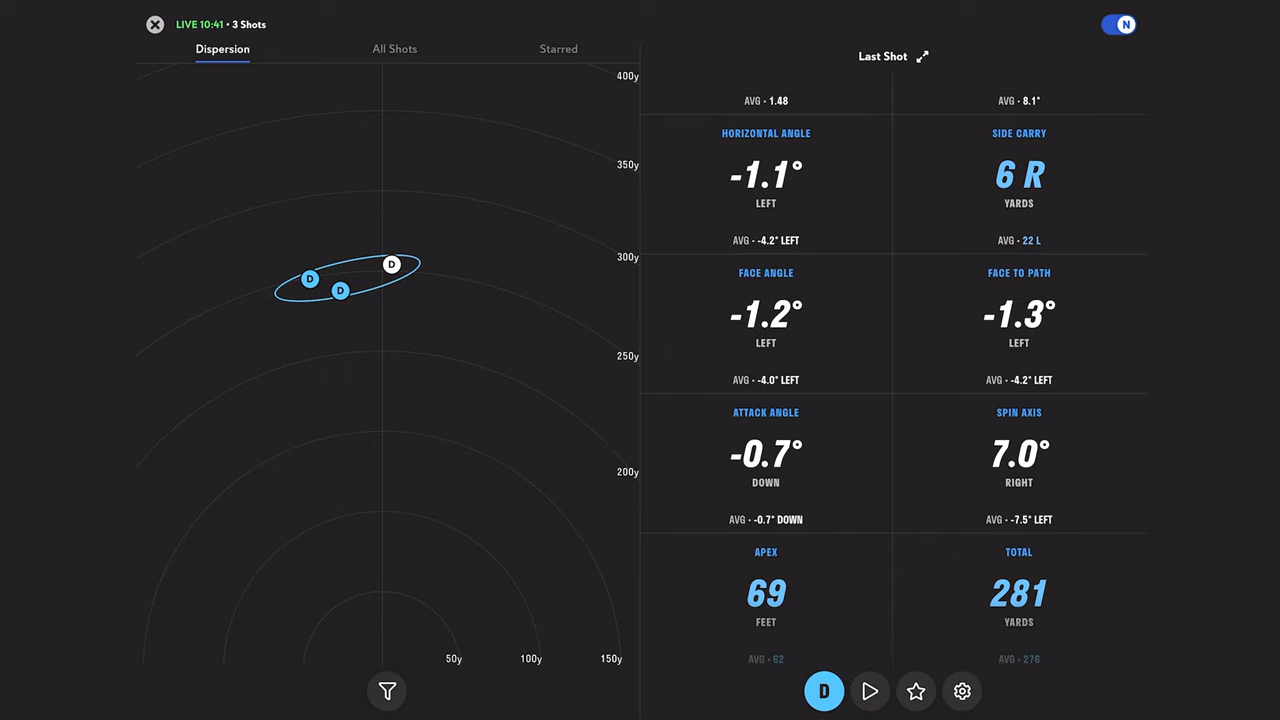 LIVE 10:41 • 3 Shots
N
Dispersion
All Shots
Starred
400y
350y
300y
250y
200y
50y
100y
150y
D
D
D
Last Shot
AVG • 1.48
AVG • 8.1°
HORIZONTAL ANGLE
-1.1°
LEFT
AVG • -4.2° LEFT
SIDE CARRY
6 R
YARDS
AVG • 22 L
FACE ANGLE
-1.2°
LEFT
AVG • -4.0° LEFT
FACE TO PATH
-1.3°
LEFT
AVG • -4.2° LEFT
ATTACK ANGLE
-0.7°
DOWN
AVG • -0.7° DOWN
SPIN AXIS
7.0°
RIGHT
AVG • -7.5° LEFT
APEX
69
FEET
AVG • 62
TOTAL
281
YARDS
AVG • 276
D